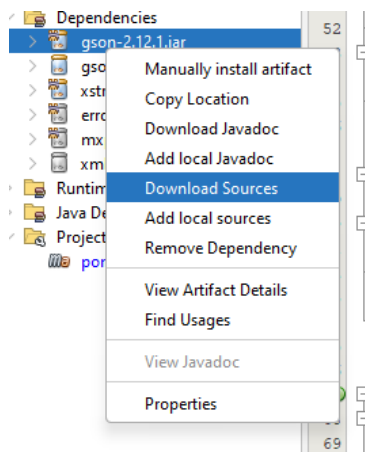 Dependencies
52
gson-2.12.1.jar
gso
Manually install artifact
xstr
Copy Location
erro
Download Javadoc
mx
Add local Javadoc
xm
Download Sources
Runtim
Add local sources
Java De
Remove Dependency
Project
por
View Artifact Details
Find Usages
View Javadoc
Properties
69